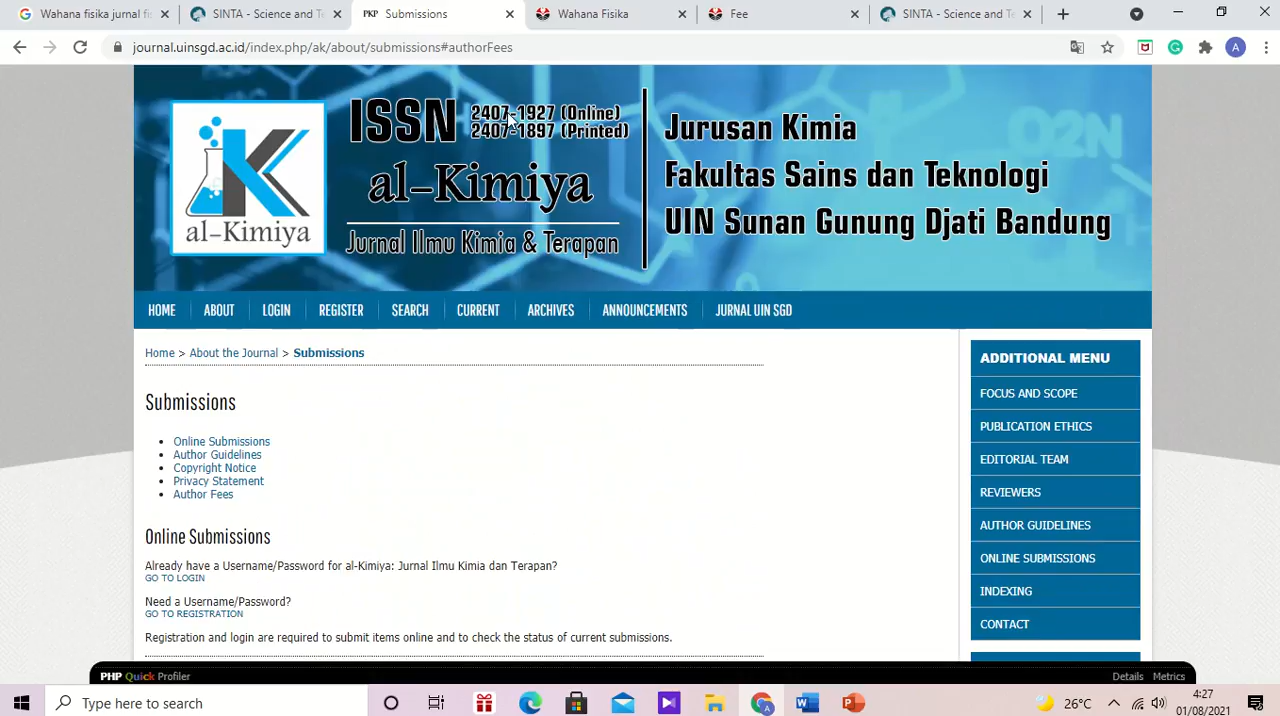 Wahana fisika jurnal fi
SINTA - Science and Te
PKP Submissions
Wahana Fisika
Fee
SINTA - Science and Te
journal.uinsgd.ac.id/index.php/ak/about/submissions#authorFees
A
ISSN 2407-1927 (Online)
2407-1897 (Printed)
al-Kimiya
Jurnal Ilmu Kimia & Terapan
al-Kimiya
Jurusan Kimia
Fakultas Sains dan Teknologi
UIN Sunan Gunung Djati Bandung
O2N
HOME ABOUT LOGIN REGISTER SEARCH CURRENT ARCHIVES ANNOUNCEMENTS JURNAL UIN SGD
Home > About the Journal > Submissions
Submissions
Online Submissions
Author Guidelines
Copyright Notice
Privacy Statement
Author Fees
Online Submissions
Already have a Username/Password for al-Kimiya: Jurnal Ilmu Kimia dan Terapan?
GO TO LOGIN
Need a Username/Password?
GO TO REGISTRATION
Registration and login are required to submit items online and to check the status of current submissions.
ADDITIONAL MENU
FOCUS AND SCOPE
PUBLICATION ETHICS
EDITORIAL TEAM
REVIEWERS
AUTHOR GUIDELINES
ONLINE SUBMISSIONS
INDEXING
CONTACT
PHP Quick Profiler
Details Metrics
Type here to search
26°C
4:27
01/08/2021